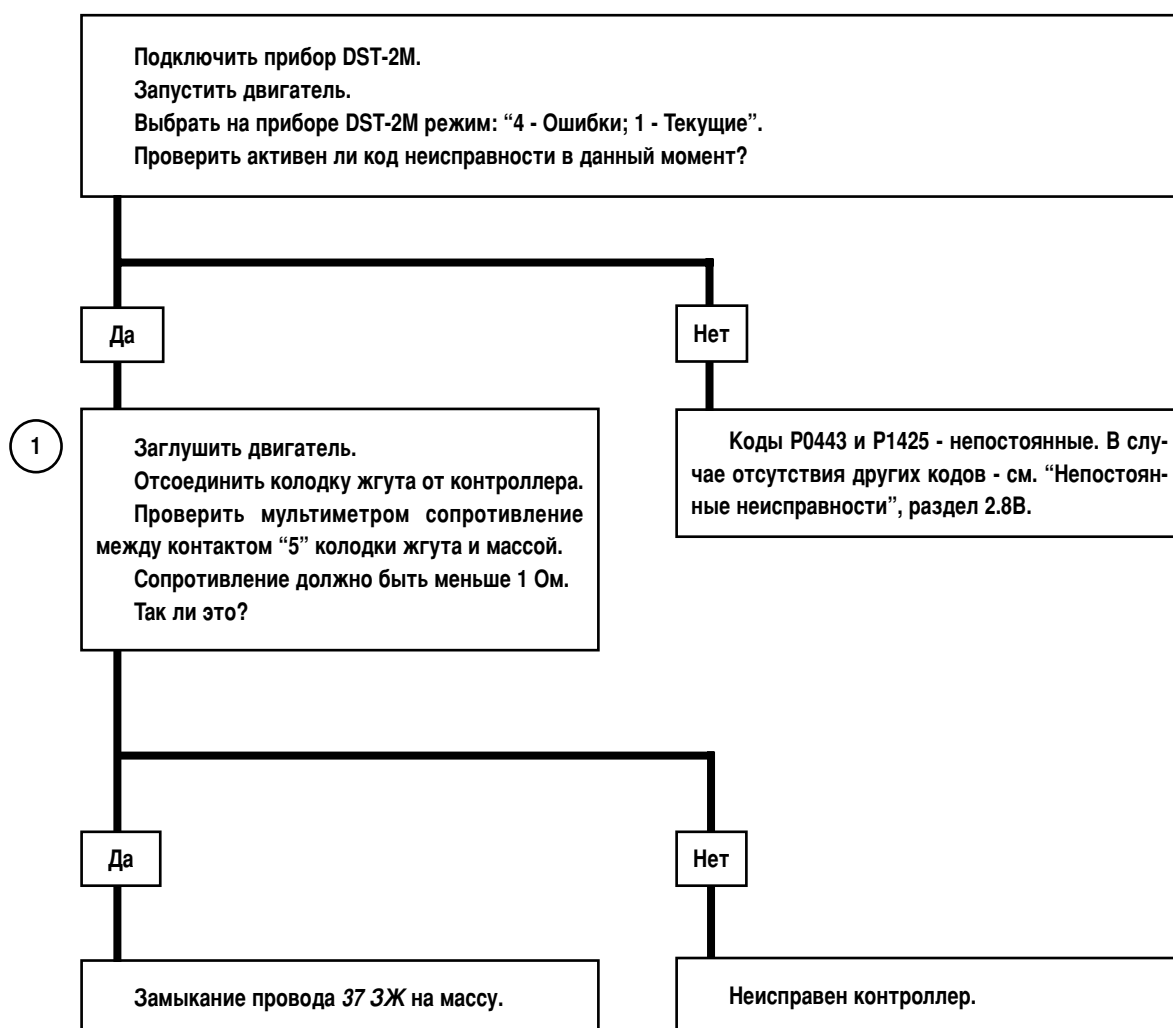 Подключить прибор DST-2M.
Запустить двигатель.
Выбрать на приборе DST-2M режим: “4 - Ошибки; 1 - Текущие”.
Проверить активен ли код неисправности в данный момент?
Да
Нет
1
Заглушить двигатель.
Отсоединить колодку жгута от контроллера.
Проверить мультиметром сопротивление
между контактом “5” колодки жгута и массой.
Сопротивление должно быть меньше 1 Ом.
Так ли это?
Коды Р0443 и Р1425 - непостоянные. В слу-
чае отсутствия других кодов - см. “Непостоян-
ные неисправности”, раздел 2.8В.
Да
Нет
Замыкание провода 37 ЗЖ на массу.
Неисправен контроллер.